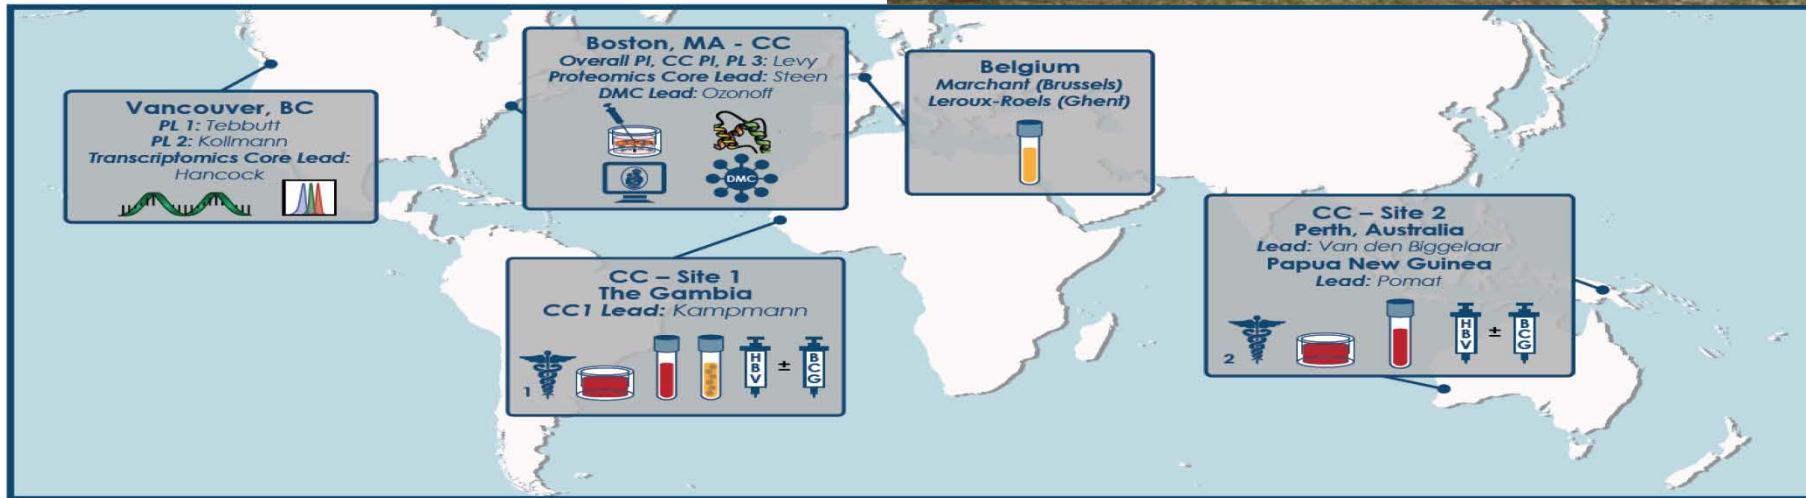 Vancouver, BC
PL 1: Tebbutt
PL 2: Kollmann
Transcriptomics Core Lead:
Hancock
Boston, MA - CC
Overall PI, CC PI, PL 3: Levy
Proteomics Core Lead: Steen
DMC Lead: Ozonoff
DMC
Belgium
Marchant (Brussels)
Leroux-Roels (Ghent)
CC – Site 1
The Gambia
CC1 Lead: Kampmann
1
HBV
±
BCG
CC – Site 2
Perth, Australia
Lead: Van den Biggelaar
Papua New Guinea
Lead: Pomat
2
HBV
±
BCG